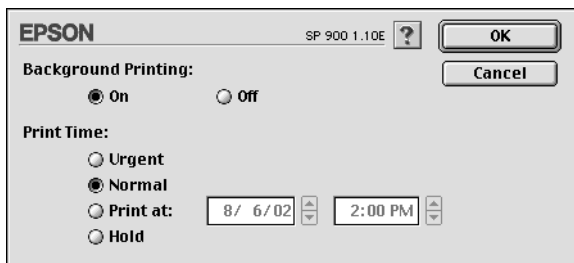 EPSON SP 900 1.10E ? OK
Background Printing: Cancel
On Off
Print Time:
Urgent
Normal
Print at: 8/ 6/02 2:00 PM
Hold